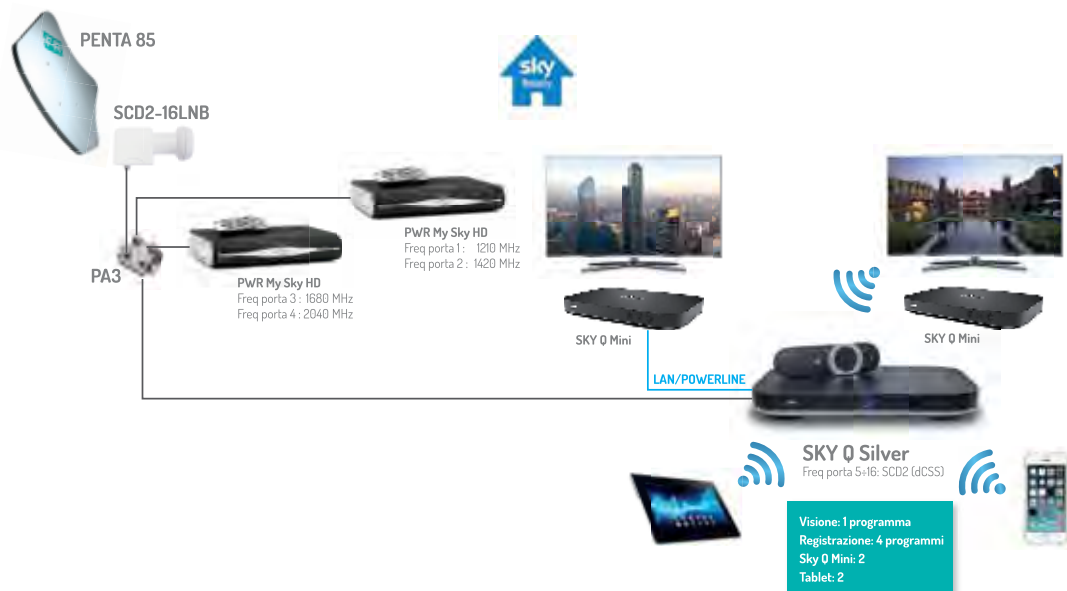 PENTA 85
sky
Ready
SCD2-16LNB
PWR My Sky HD
Freq porta 1 : 1210 MHz
Freq porta 2 : 1420 MHz
PA3
PWR My Sky HD
Freq porta 3 : 1680 MHz
Freq porta 4 : 2040 MHz
SKY Q Mini
SKY Q Mini
LAN/POWERLINE
SKY Q Silver
Freq porta 5÷16: SCD2 (dCSS)
Visione: 1 programma
Registrazione: 4 programmi
Sky Q Mini: 2
Tablet: 2